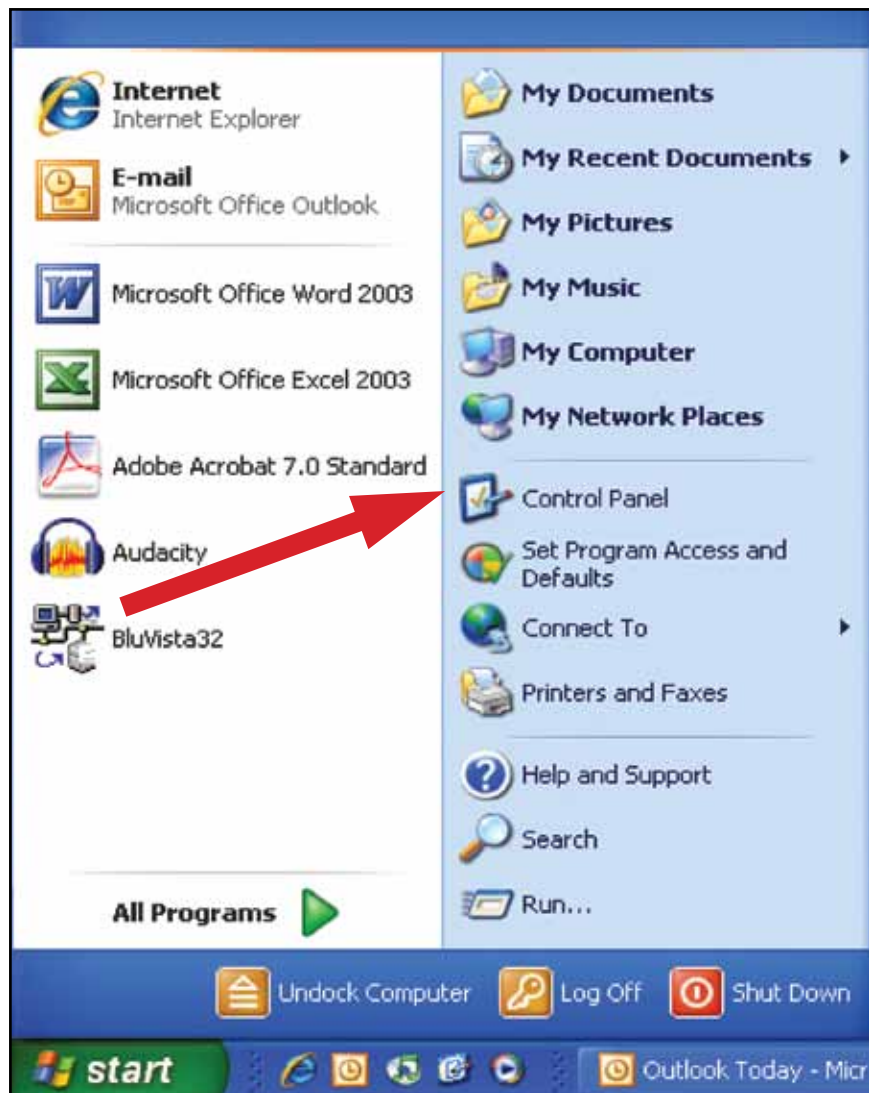 Internet
Internet Explorer
E-mail
Microsoft Office Outlook
Microsoft Office Word 2003
Microsoft Office Excel 2003
Adobe Acrobat 7.0 Standard
Audacity
BluVista32
All Programs
My Documents
My Recent Documents
My Pictures
My Music
My Computer
My Network Places
Control Panel
Set Program Access and
Defaults
Connect To
Printers and Faxes
Help and Support
Search
Run...
Undock Computer
Log Off
Shut Down
start
Outlook Today - Micr